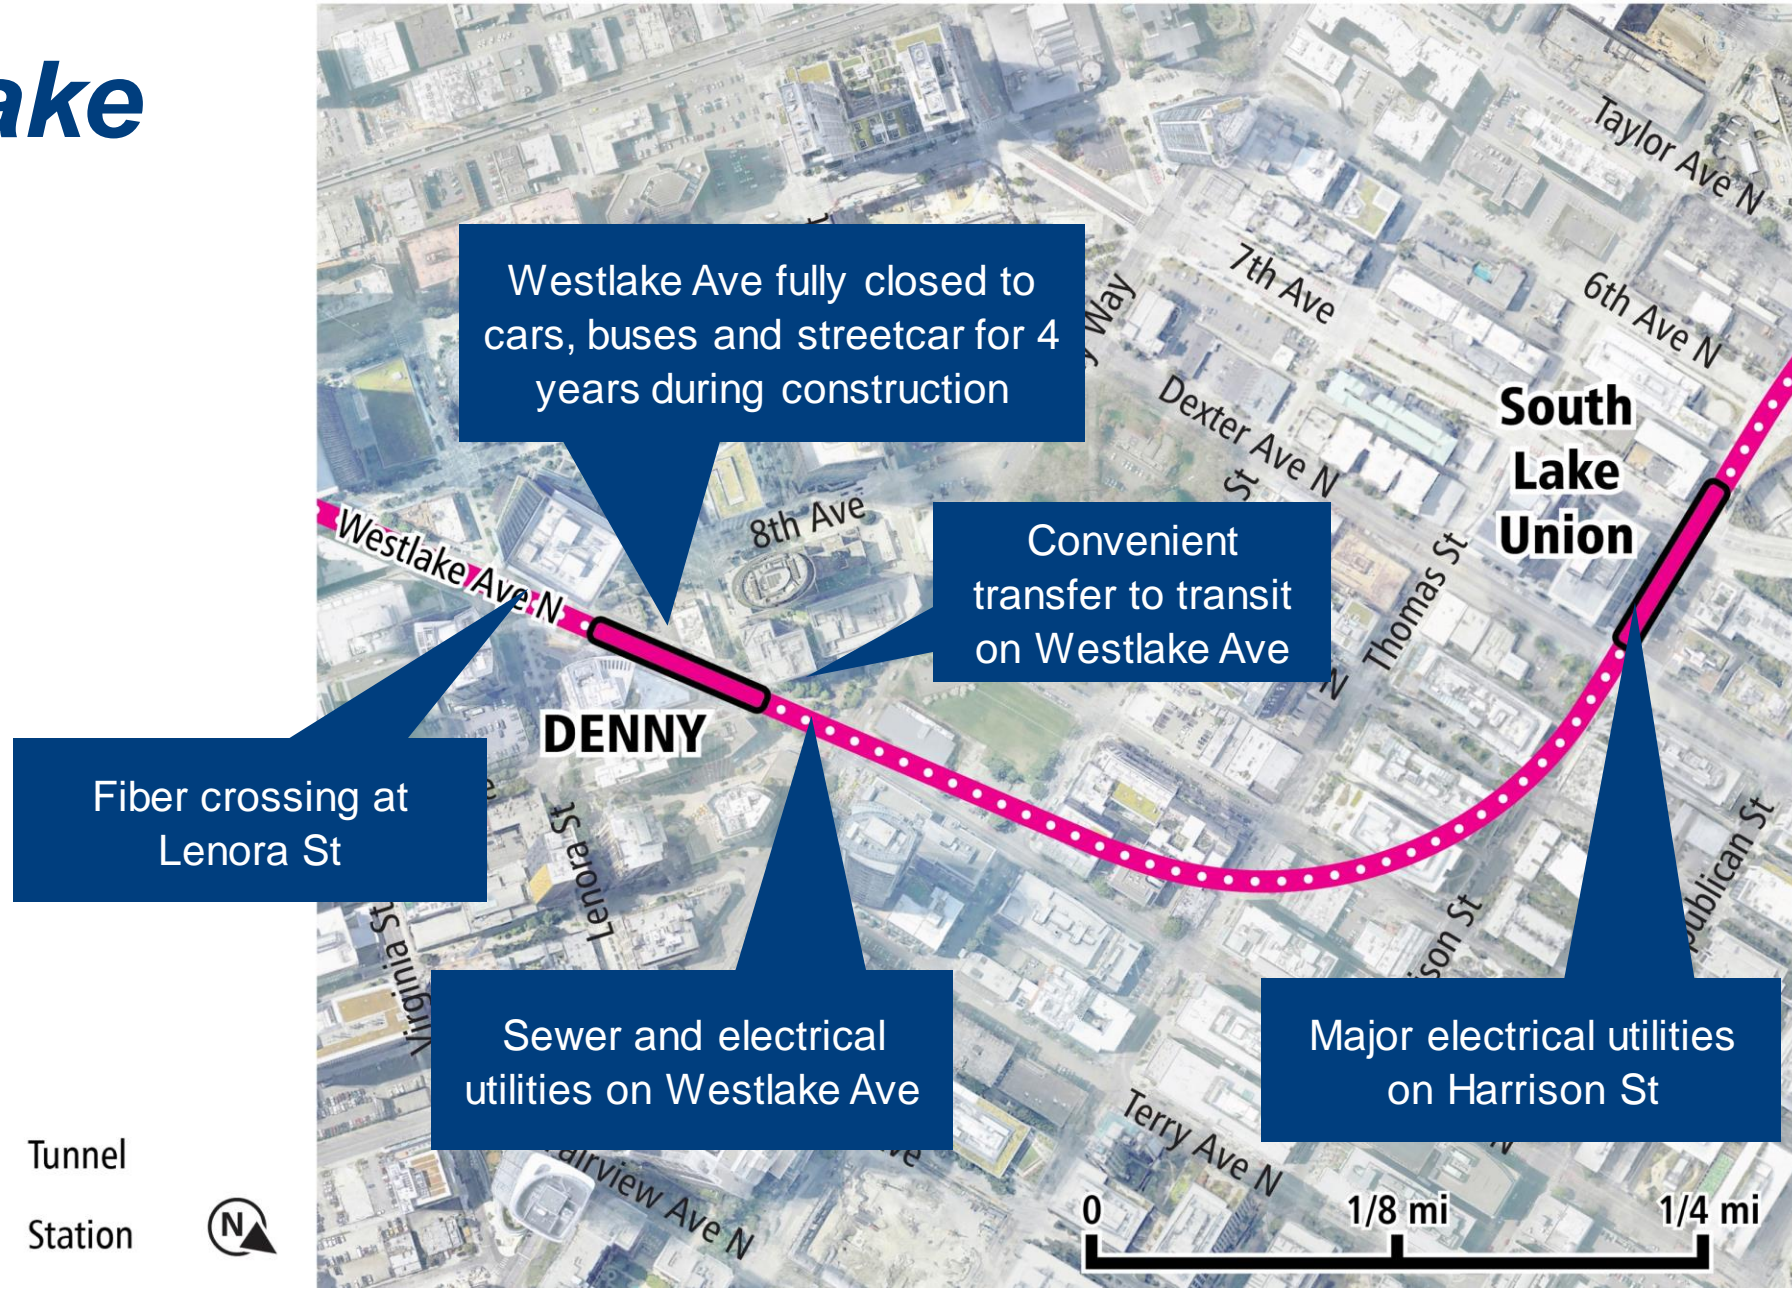 Taylor Ave N
Westlake Ave fully closed to
cars, buses and streetcar for 4
years during construction
7th Ave
6th Ave N
Way
Dexter Ave N
St
South
Lake
Union
8th Ave
Westlake Ave N
Convenient
transfer to transit
on Westlake Ave
Thomas St
N
DENNY
Fiber crossing at
Lenora St
Lenora St
Virginia St
St
Sewer and electrical
utilities on Westlake Ave
Major electrical utilities
on Harrison St
Terry Ave N
N
0
1/8 mi
1/4 mi
Tunnel
Station
N